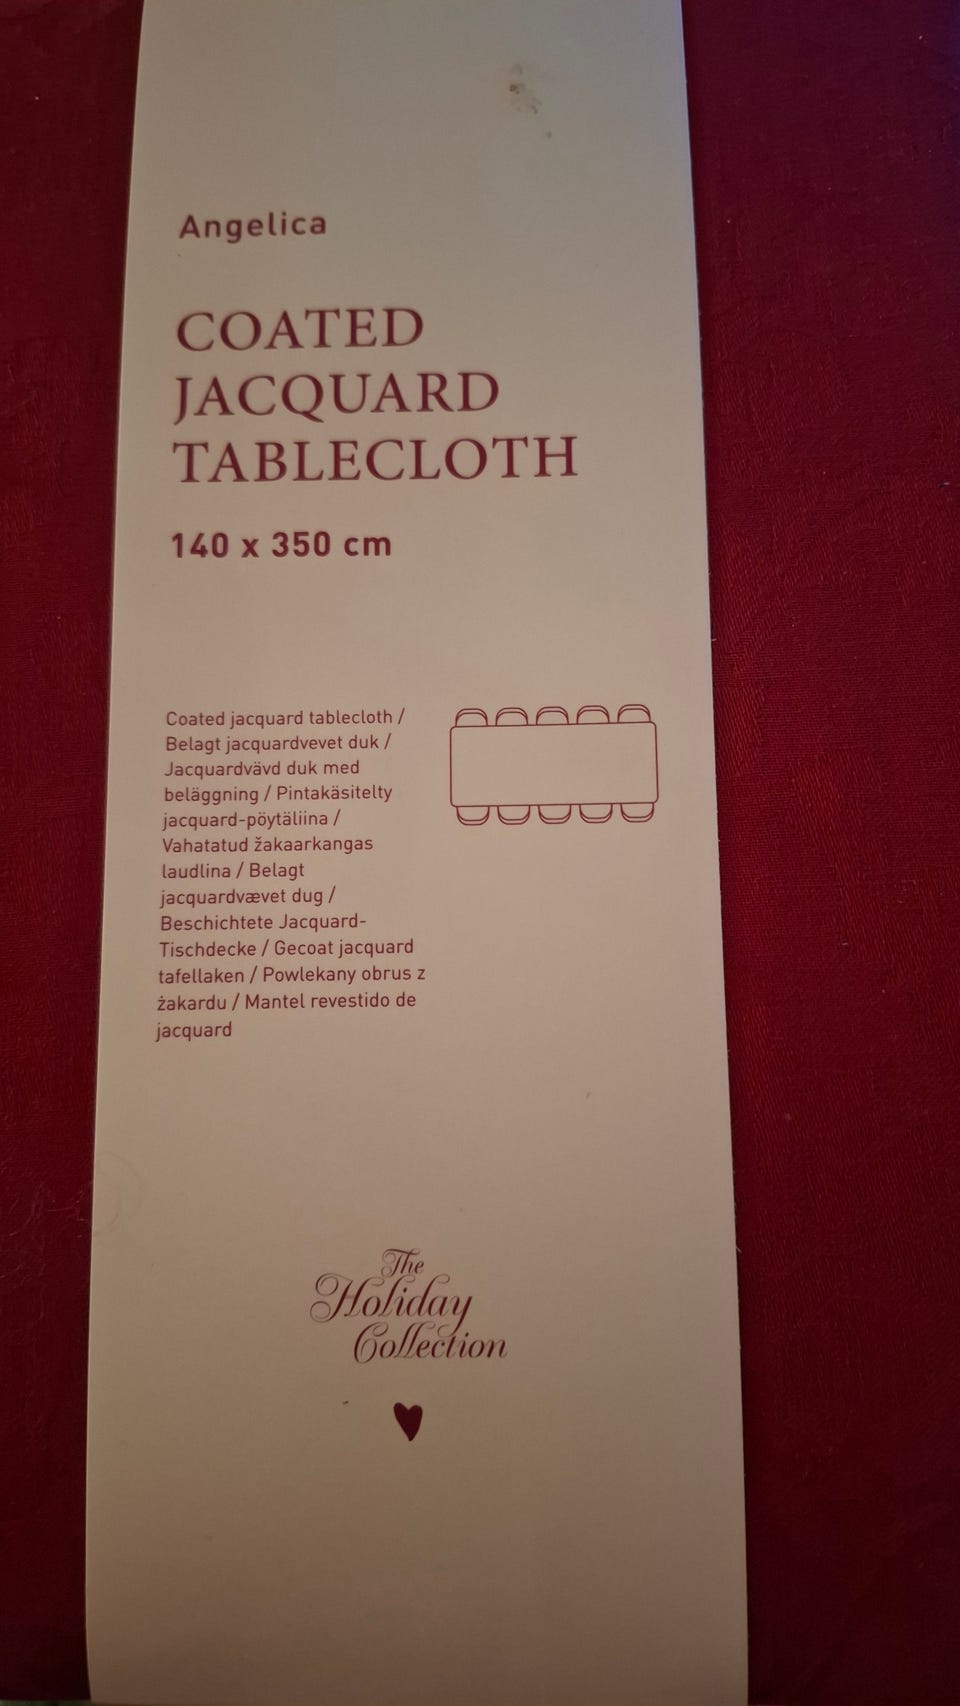 Angelica
COATED
JACQUARD
TABLECLOTH
140 x 350 cm
Coated jacquard tablecloth /
Belagt jacquardvevet duk /
Jacquardvävd duk med
beläggning / Pintakäsitelty
jacquard-pöytäliina /
Vahatatud žakaarkangas
laudlina / Belagt
jacquardvævet dug /
Beschichtete Jacquard-
Tischdecke / Gecoat jacquard
tafellaken / Powlekany obrus z
żakardu / Mantel revestido de
jacquard
The
Holiday
Collection